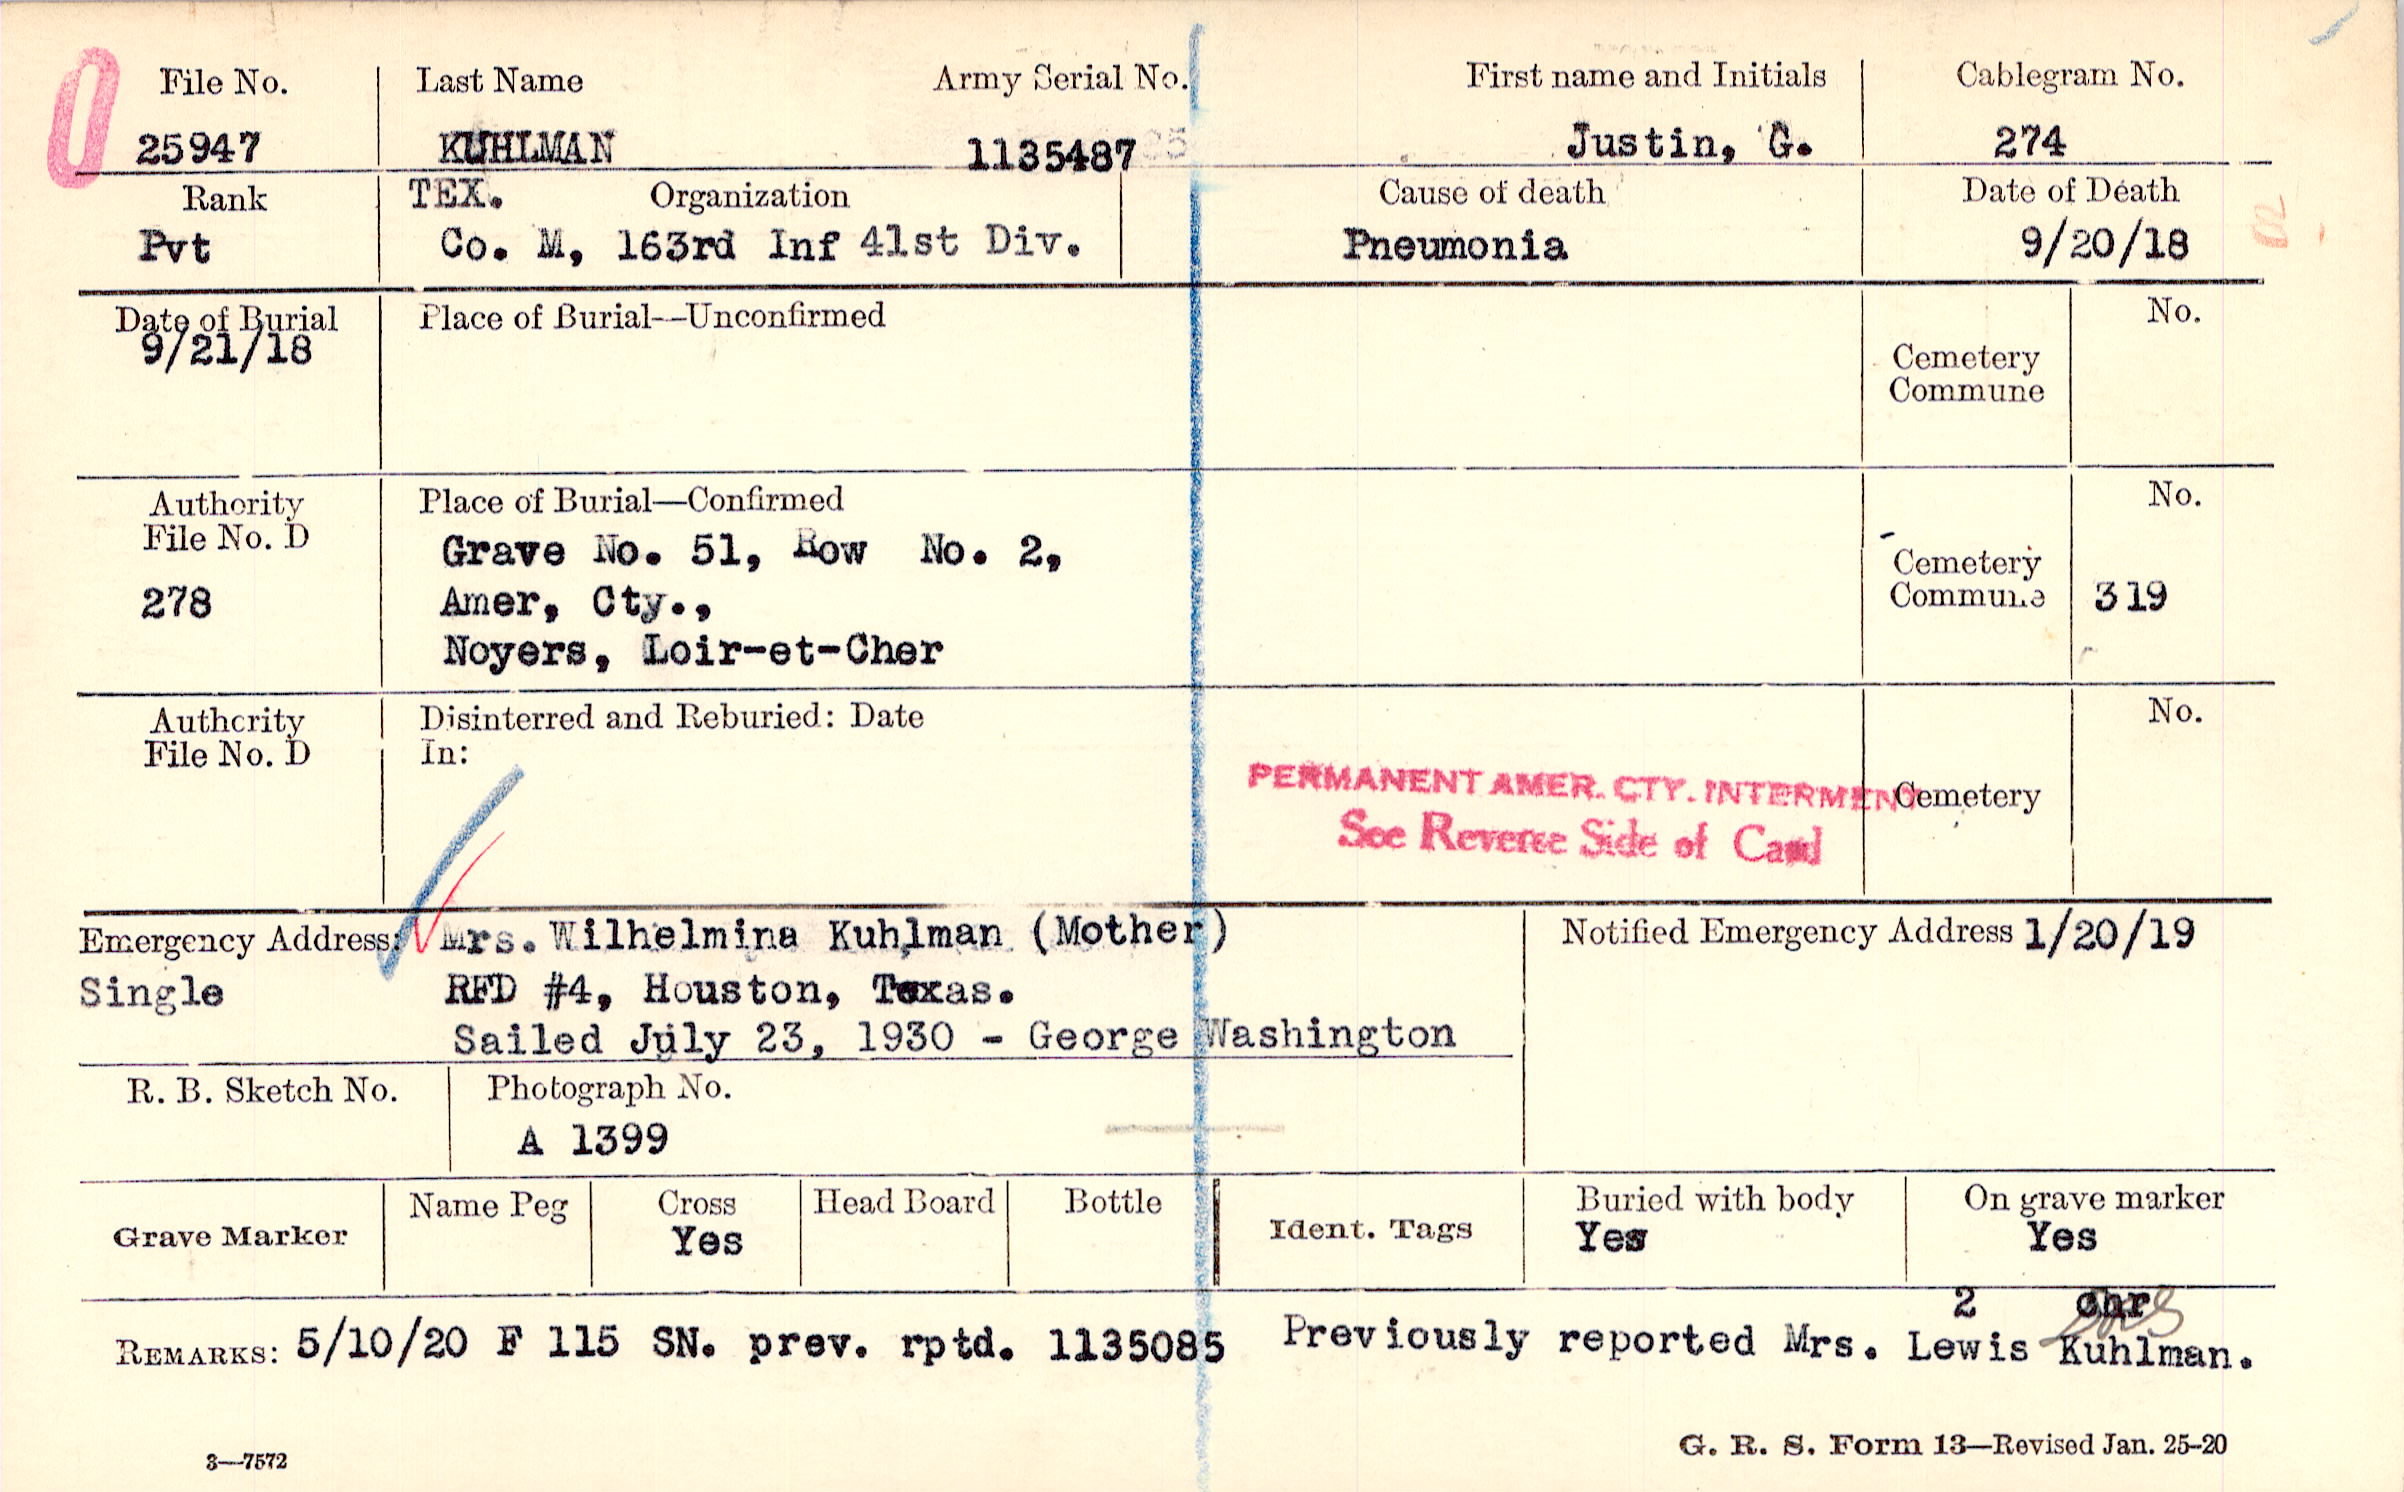 File No. Last Name Army Serial No. First name and Initials Cablegram No.
25947 KUHLMAN 1135487 Justin, G. 274
Rank TEX. Organization Cause of death Date of Death
Pvt Co. M, 163rd Inf 41st Div. Pneumonia 9/20/18
Date of Burial Place of Burial—Unconfirmed No.
9/21/18
Cemetery
Commune
Authority Place of Burial—Confirmed No.
File No. D
Grave No. 51, Row No. 2,
278 Amer, Cty.,
Noyers, Loir-et-Cher
Cemetery
Commune 319
Authority Disinterred and Reburied: Date No.
File No. D In:
PERMANENT AMER. CTY. INTERMENT
See Reverse Side of Card
Cemetery
Emergency Address: Mrs. Wilhelmina Kuhlman (Mother) Notified Emergency Address 1/20/19
Single RFD #4, Houston, Texas.
Sailed July 23, 1930 - George Washington
R. B. Sketch No. Photograph No.
A 1399
Grave Marker Name Peg Cross Head Board Bottle Ident. Tags Buried with body On grave marker
Yes Yes Yes
2 chr
REMARKS: 5/10/20 F 115 SN. prev. rptd. 1135085 Previously reported Mrs. Lewis Kuhlman.
3—7572 G. R. S. Form 13—Revised Jan. 25-20